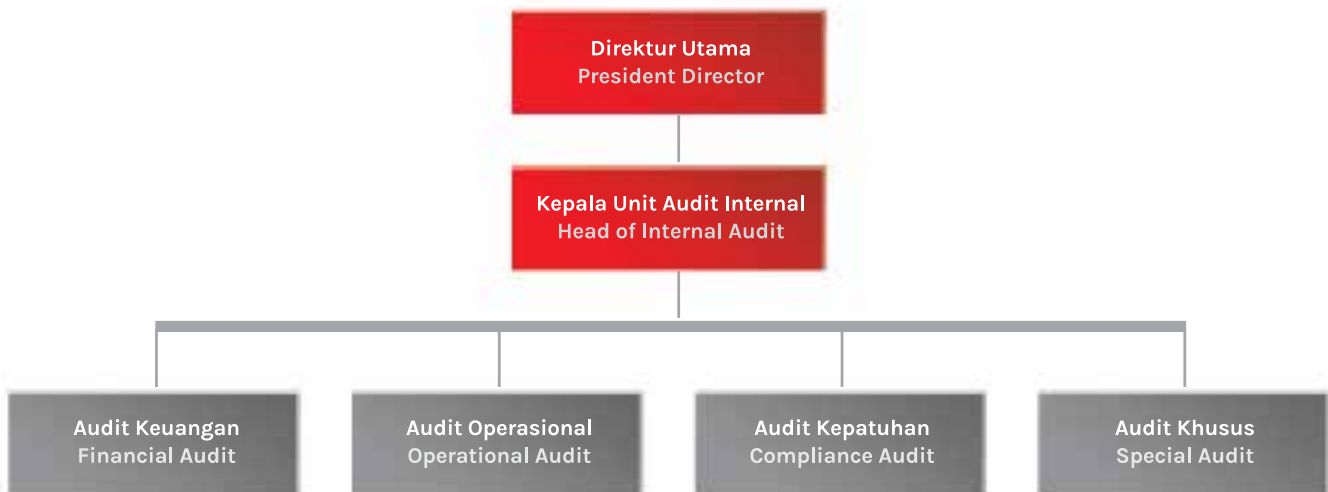 Direktur Utama
President Director
Kepala Unit Audit Internal
Head of Internal Audit
Audit Keuangan
Financial Audit
Audit Operasional
Operational Audit
Audit Kepatuhan
Compliance Audit
Audit Khusus
Special Audit